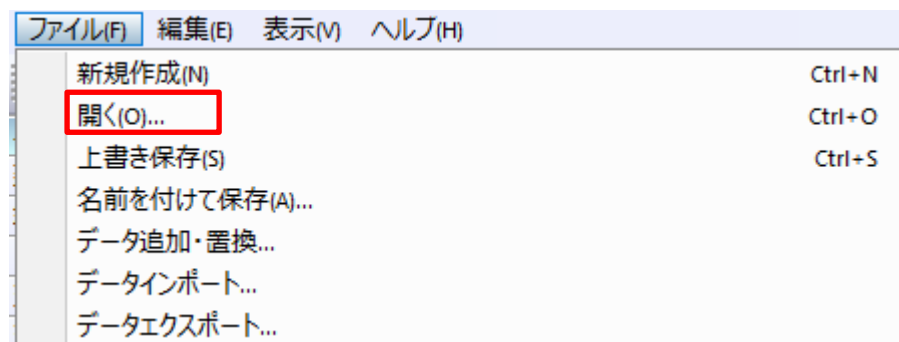 ファイル(F) 編集(E) 表示(V) ヘルプ(H)
新規作成(N) Ctrl+N
開く(O)... Ctrl+O
上書き保存(S) Ctrl+S
名前を付けて保存(A)...
データ追加・置換...
データインポート...
データエクスポート...